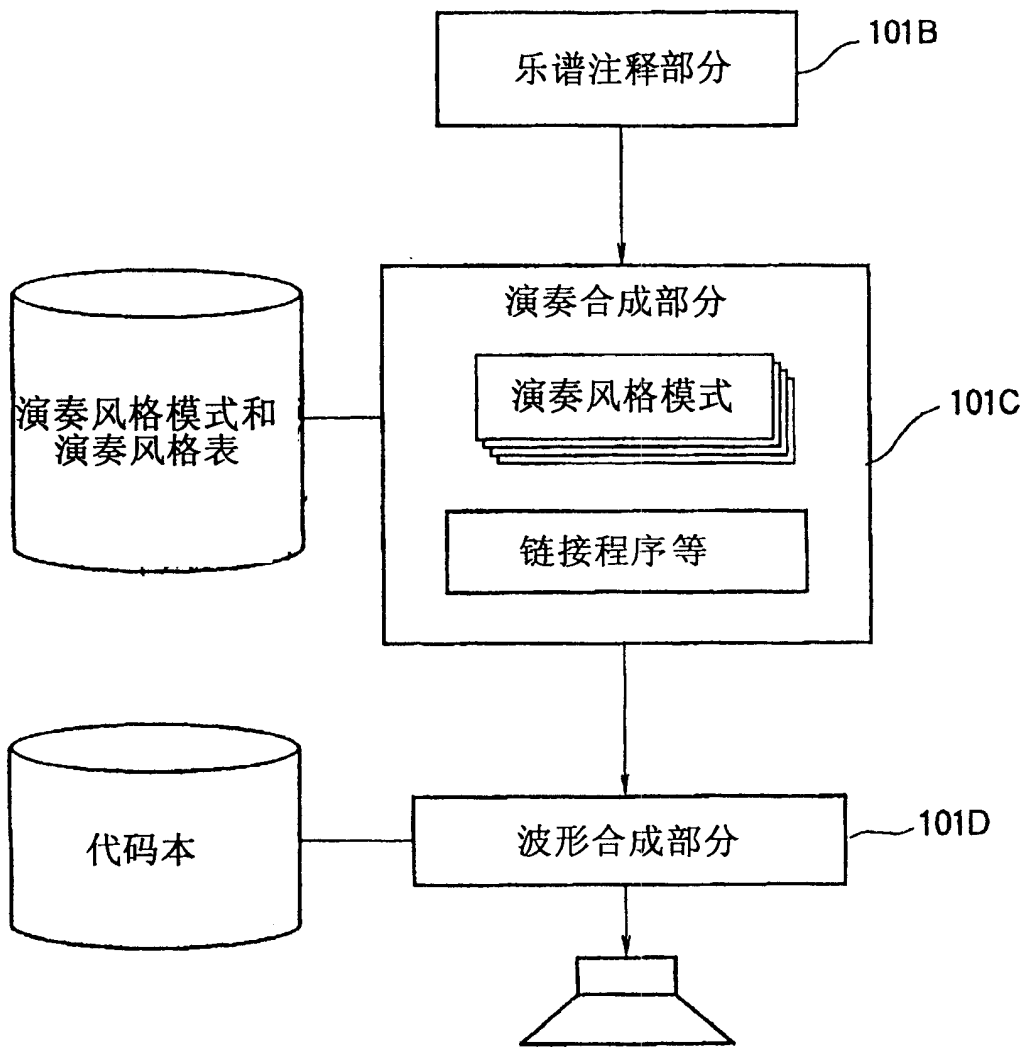 乐谱注释部分
101B
演奏合成部分
演奏风格模式
101C
演奏风格模式和
演奏风格表
链接程序等
代码本
波形合成部分
101D